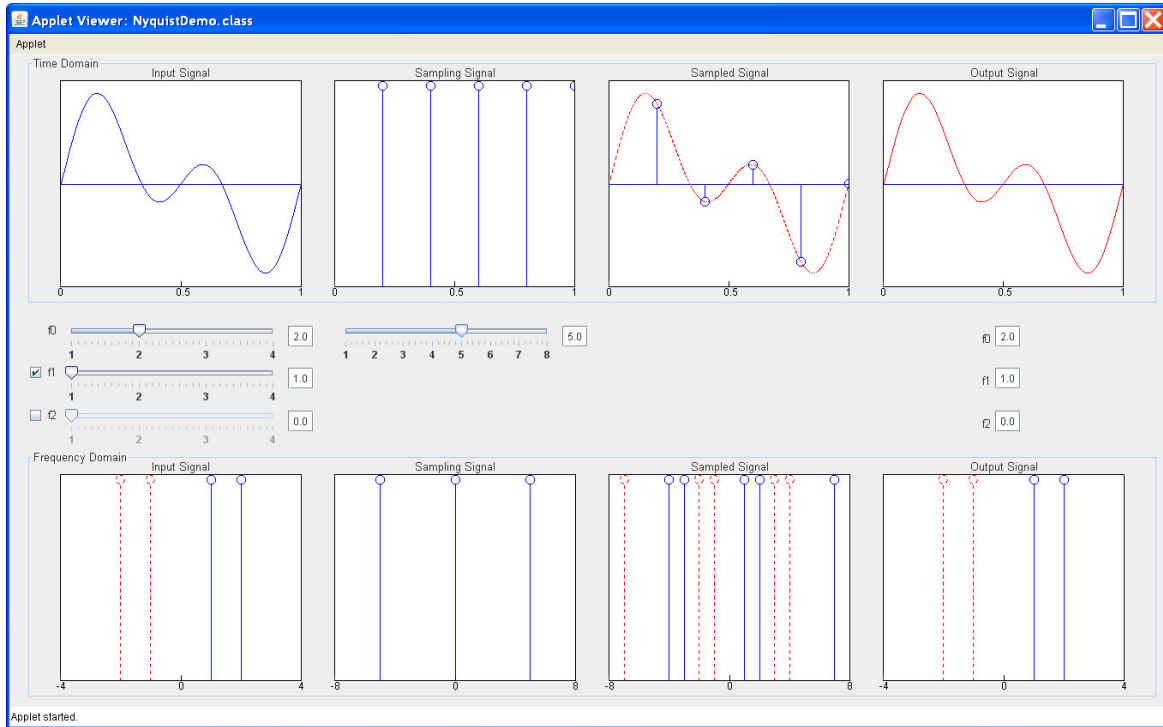 Applet Viewer: NyquistDemo.class
Applet
Time Domain
Input Signal
Sampling Signal
Sampled Signal
Output Signal
0 0.5 1
0 0.5 1
0 0.5 1
0 0.5 1
f0 2.0
1 2 3 4
5.0
1 2 3 4 5 6 7 8
f0 2.0
f1 1.0
1 2 3 4
f1 1.0
f2 0.0
1 2 3 4
f2 0.0
Frequency Domain
Input Signal
Sampling Signal
Sampled Signal
Output Signal
-4 0 4
-8 0 8
-8 0 8
-4 0 4
Applet started.